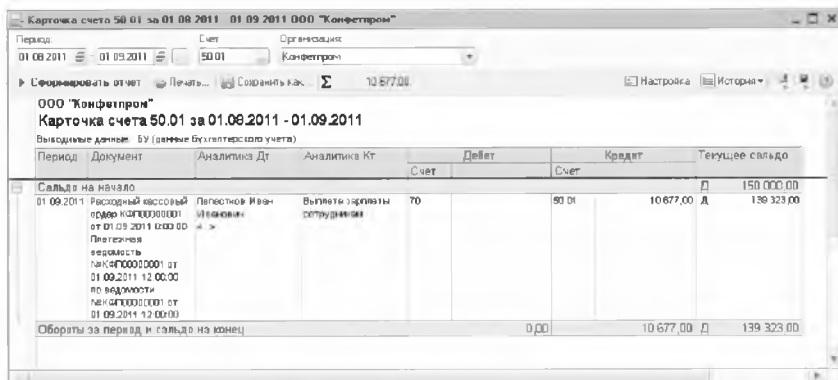 Карточка счета 50.01 за 01.08.2011 - 01.09.2011 ООО "Конфетпром"
Период: Счет: Организация:
01.08.2011 - 01.09.2011 ... 50.01 Конфетпром
Сформировать отчет Печать... Сохранить как... Σ 10 677,00 Настройка История
ООО "Конфетпром"
Карточка счета 50.01 за 01.08.2011 - 01.09.2011
Выводимые данные: БУ (данные бухгалтерского учета)
Период Документ Аналитика Дт Аналитика Кт Дебет Кредит Текущее сальдо
Счет Счет
Сальдо на начало Д 150 000,00
01.09.2011 Расходный кассовый Лепестков Иван Выплата зарплаты 70 50.01 10 677,00 Д 139 323,00
ордер КФП00000001 Иванович сотрудникам
от 01.09.2011 0:00:00 <...>
Платежная
ведомость
№КФП00000001 от
01.09.2011 12:00:00
по ведомости
№КФП00000001 от
01.09.2011 12:00:00
Обороты за период и сальдо на конец 0,00 10 677,00 Д 139 323,00